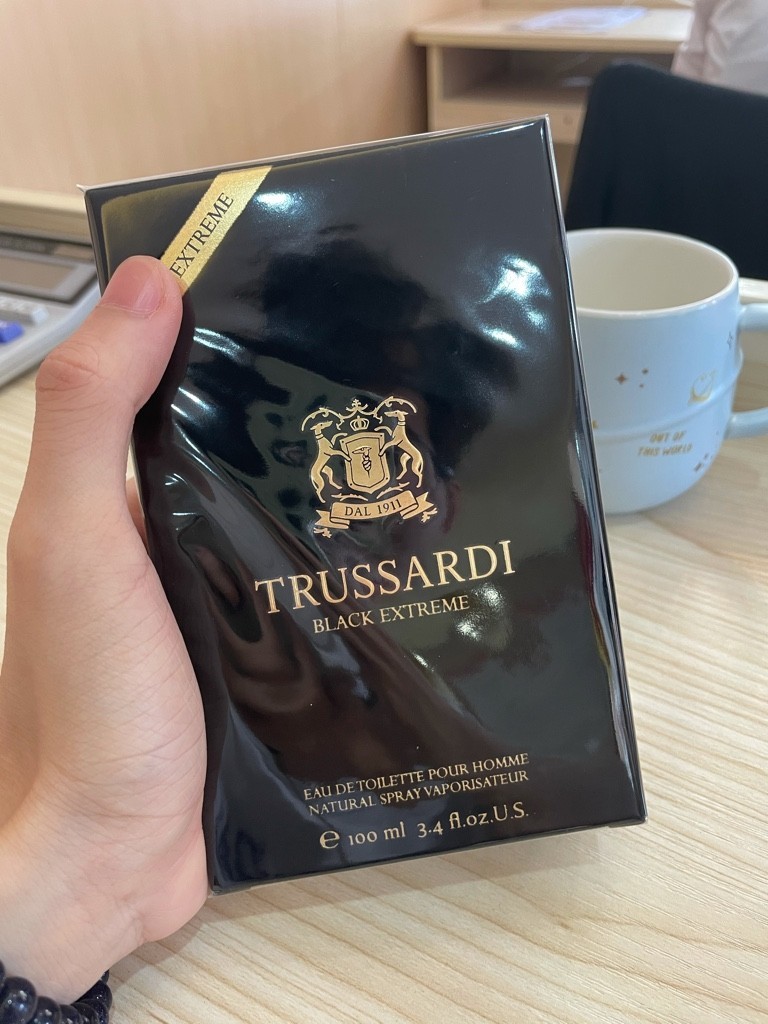 EXTREME
DAL 1911
TRUSSARDI
BLACK EXTREME
EAU DE TOILETTE POUR HOMME
NATURAL SPRAY VAPORISATEUR
℮ 100 ml 3.4 fl.oz.U.S.
OUT OF
THIS WORLD